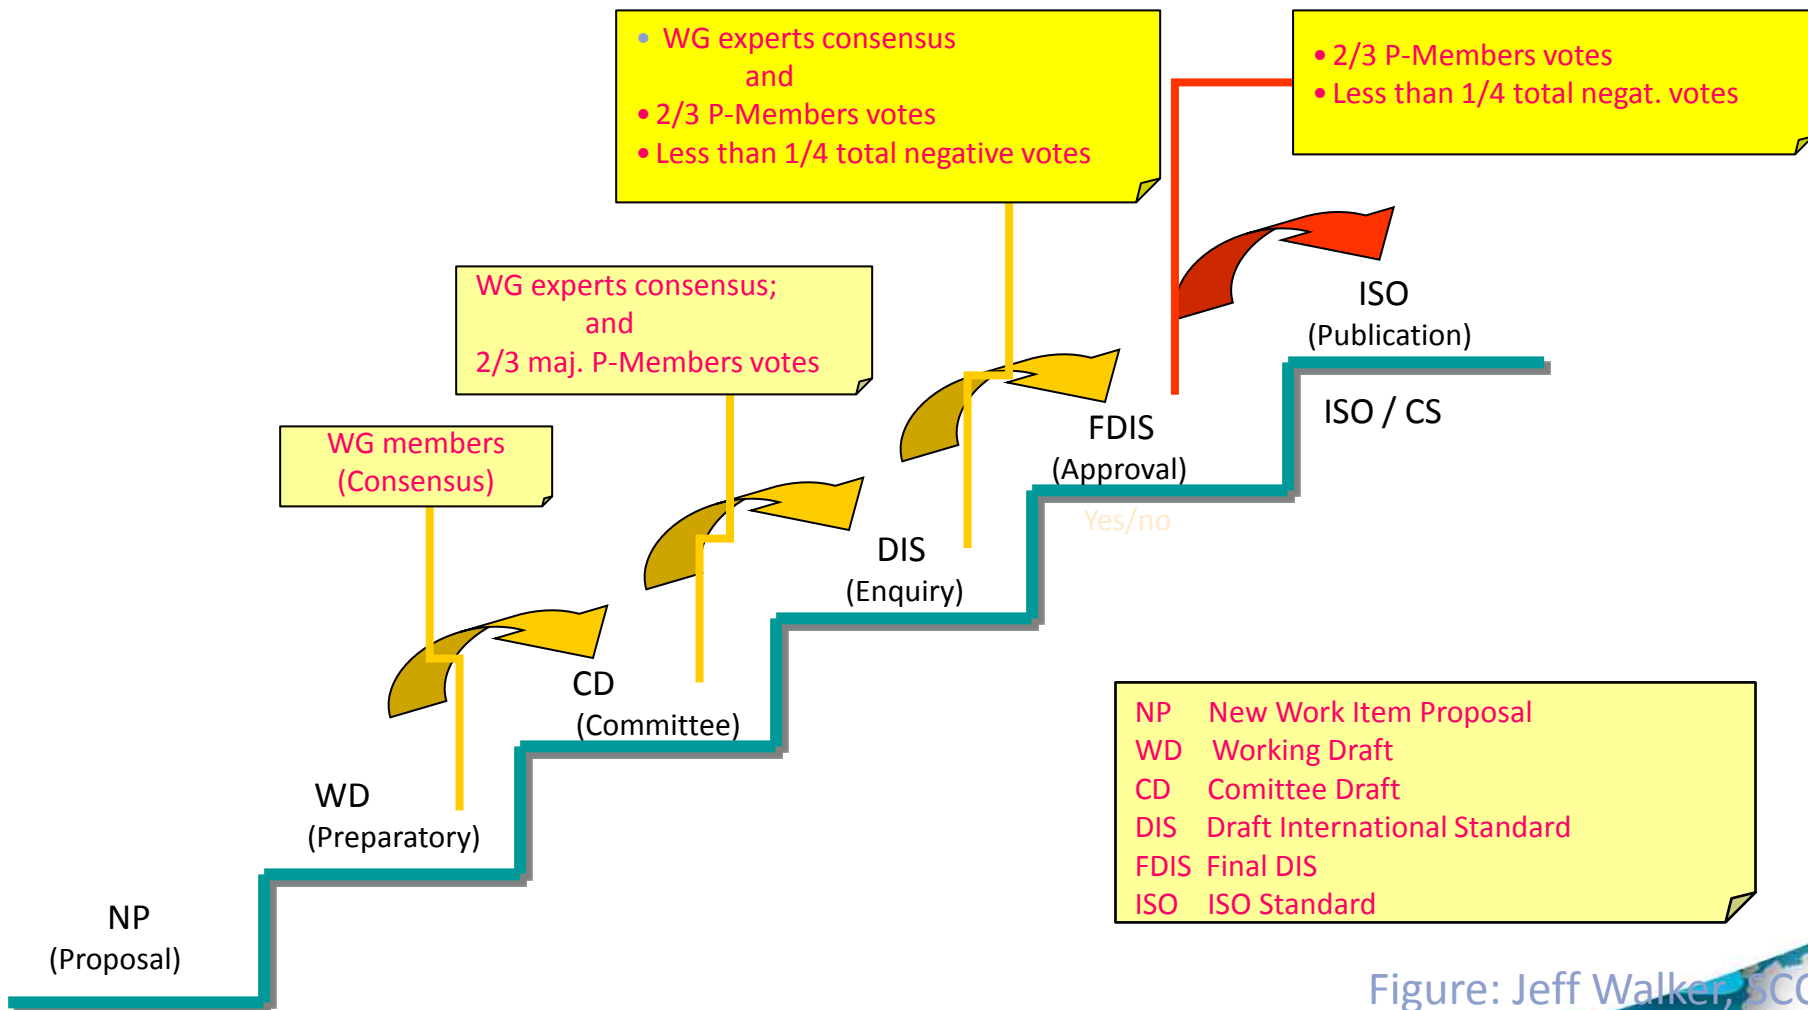 • WG experts consensus
and
• 2/3 P-Members votes
• Less than 1/4 total negative votes
• 2/3 P-Members votes
• Less than 1/4 total negat. votes
WG experts consensus;
and
2/3 maj. P-Members votes
WG members
(Consensus)
ISO
(Publication)
ISO / CS
FDIS
(Approval)
Yes/no
DIS
(Enquiry)
CD
(Committee)
WD
(Preparatory)
NP
(Proposal)
NP New Work Item Proposal
WD Working Draft
CD Comittee Draft
DIS Draft International Standard
FDIS Final DIS
ISO ISO Standard
Figure: Jeff Walker,